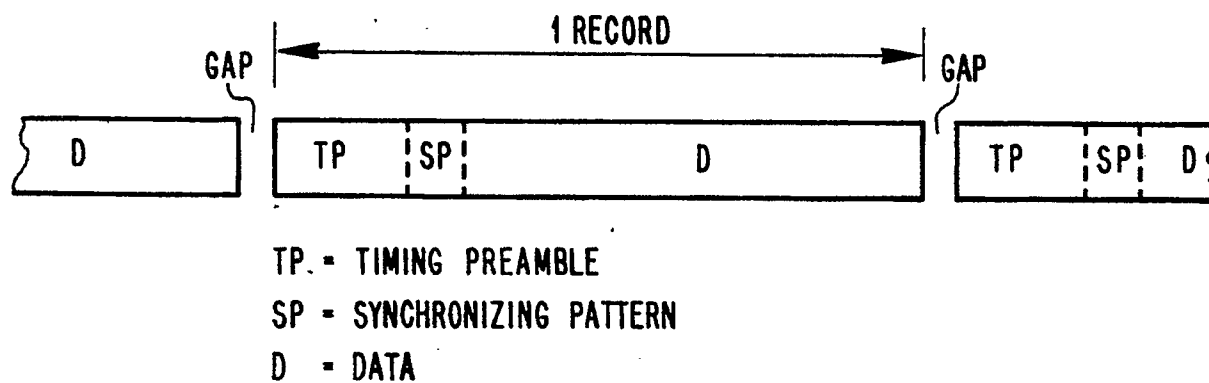 1 RECORD
GAP
GAP
D TP SP D TP SP D
TP. = TIMING PREAMBLE
SP = SYNCHRONIZING PATTERN
D = DATA